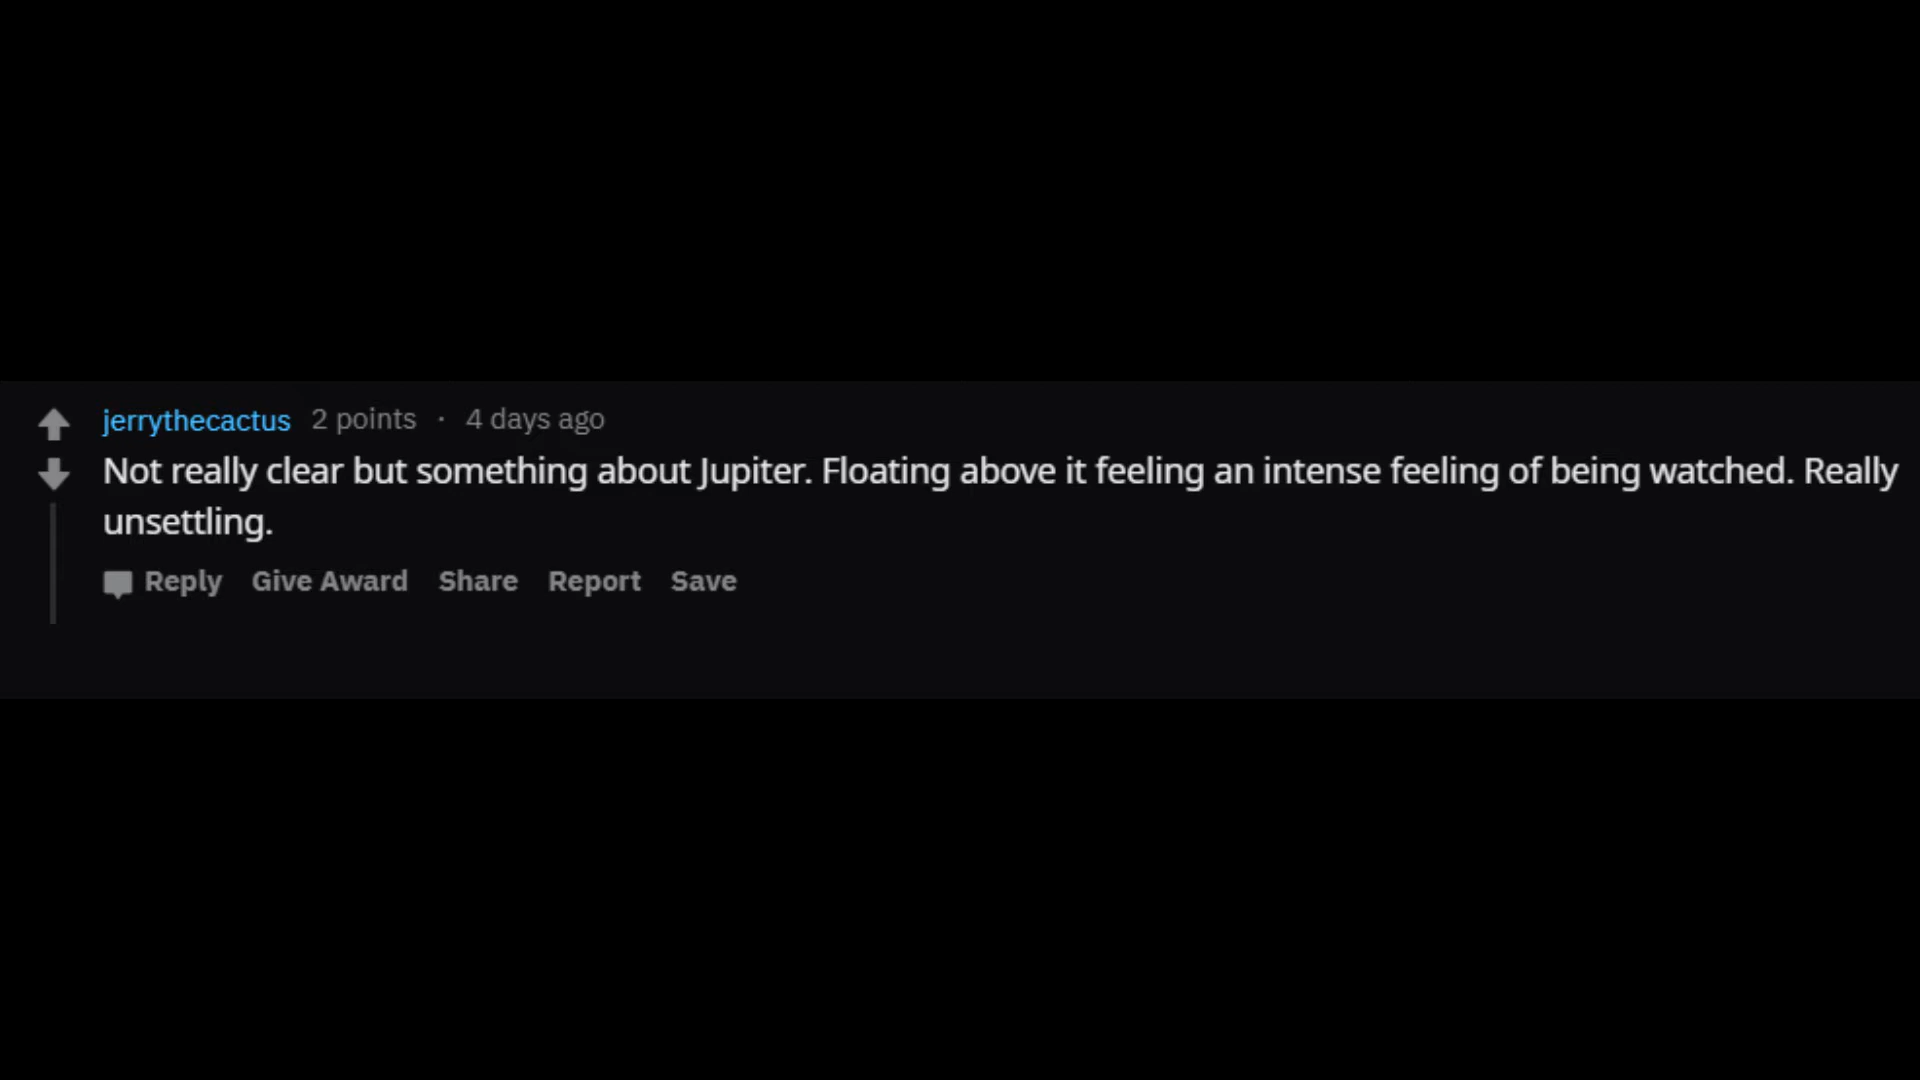 jerrythecactus 2 points · 4 days ago
Not really clear but something about Jupiter. Floating above it feeling an intense feeling of being watched. Really
unsettling.
Reply Give Award Share Report Save